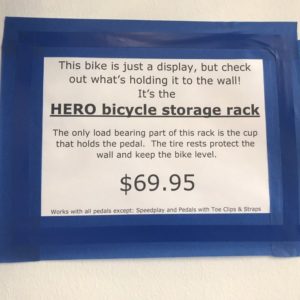 This bike is just a display, but check
out what's holding it to the wall!
It's the
HERO bicycle storage rack
The only load bearing part of this rack is the cup
that holds the pedal. The tire rests protect the
wall and keep the bike level.
$69.95
Works with all pedals except: Speedplay and Pedals with Toe Clips & Straps